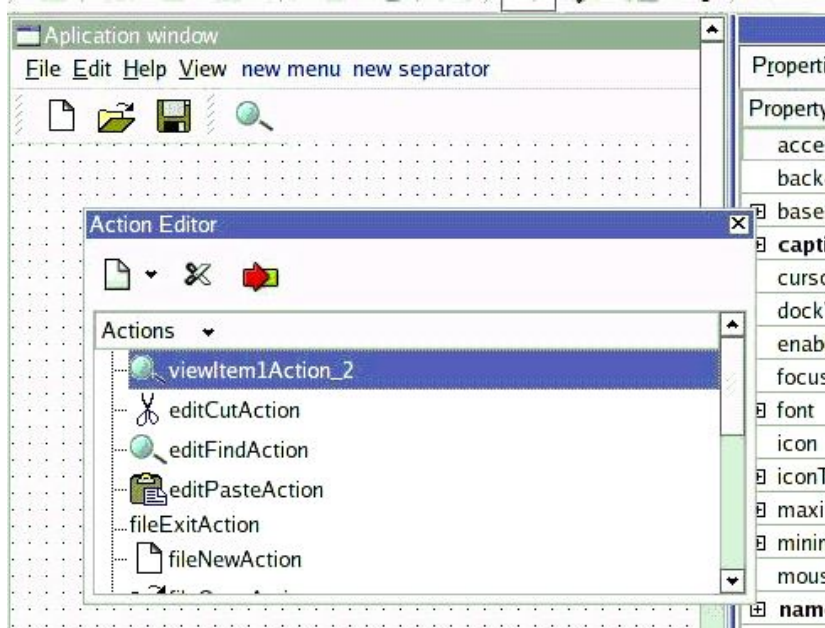 Aplication window
File Edit Help View new menu new separator
Properti
Property
acce
back
base
capti
curso
dock
enab
focus
font
icon
iconT
maxi
minir
mous
nam
Action Editor
Actions
viewItem1Action_2
editCutAction
editFindAction
editPasteAction
fileExitAction
fileNewAction